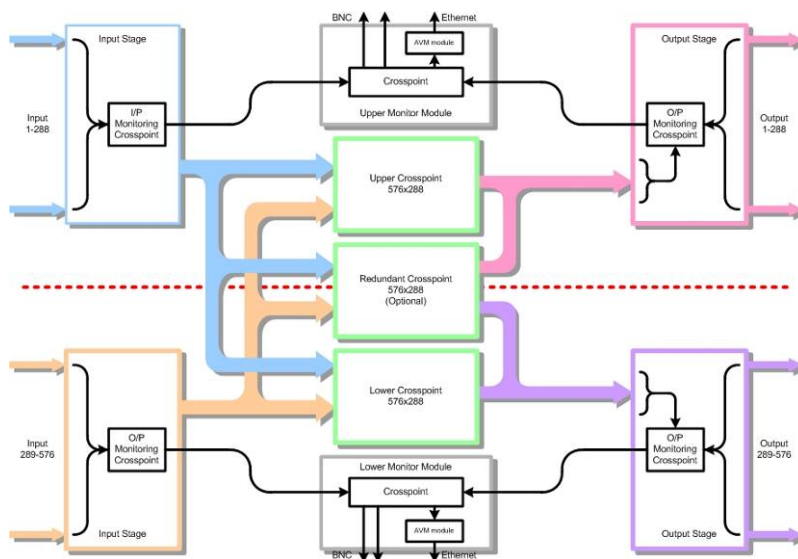 BNC
Ethernet
Input Stage
AVM module
Output Stage
Crosspoint
Input
1-288
I/P
Monitoring
Crosspoint
Upper Monitor Module
O/P
Monitoring
Crosspoint
Output
1-288
Upper Crosspoint
576x288
Redundant Crosspoint
576x288
(Optional)
Lower Crosspoint
576x288
Input
289-576
O/P
Monitoring
Crosspoint
O/P
Monitoring
Crosspoint
Output
289-576
Lower Monitor Module
Crosspoint
Input Stage
AVM module
Output Stage
BNC
Ethernet